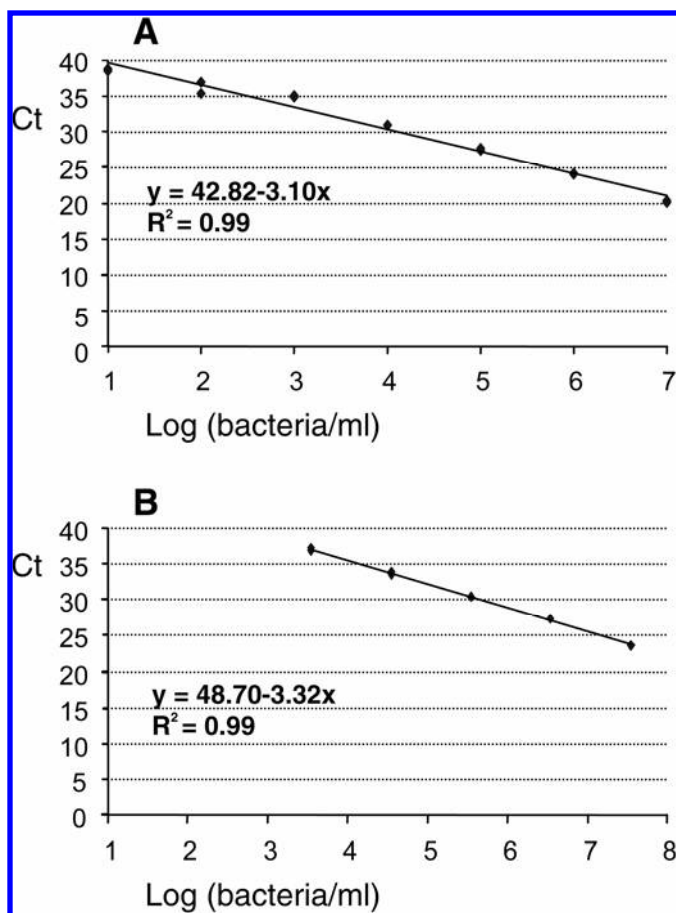 A
40
35
Ct
30
25
20
15
10
5
0
y = 42.82-3.10x
R² = 0.99
1 2 3 4 5 6 7
Log (bacteria/ml)
B
40
Ct
35
30
25
20
15
10
5
0
y = 48.70-3.32x
R² = 0.99
1 2 3 4 5 6 7 8
Log (bacteria/ml)